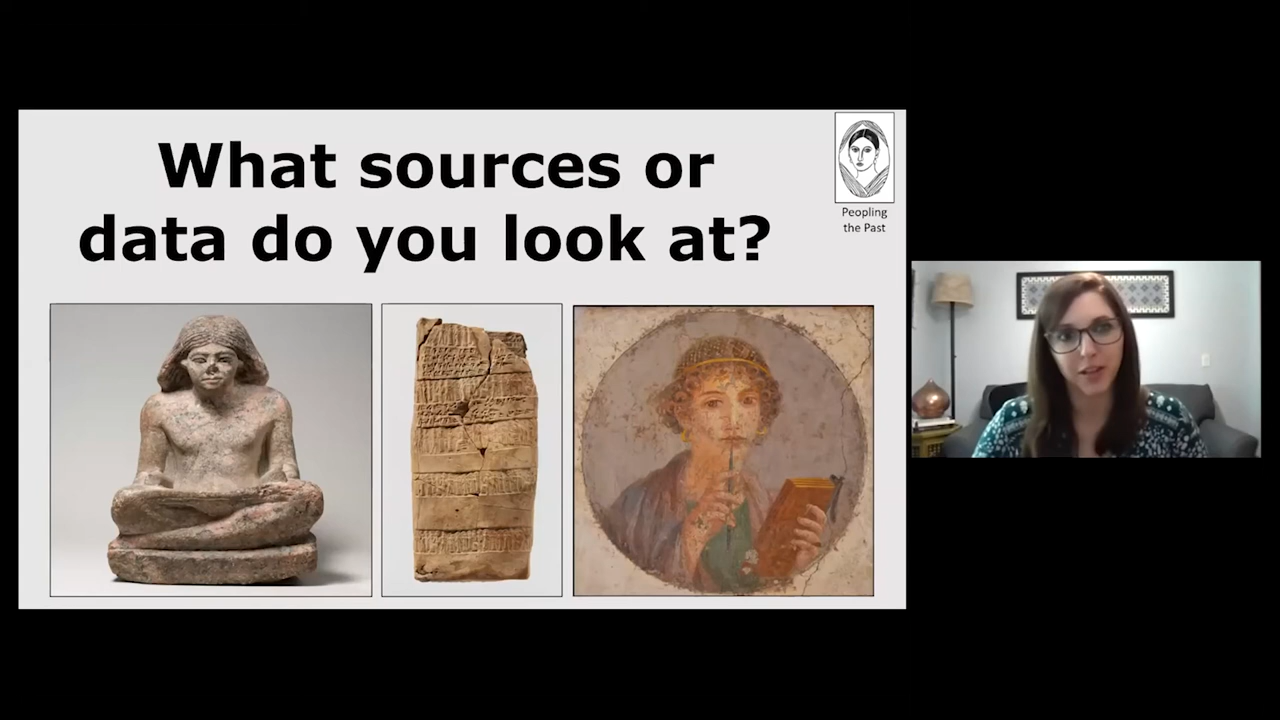 What sources or
data do you look at?
Peopling
the Past